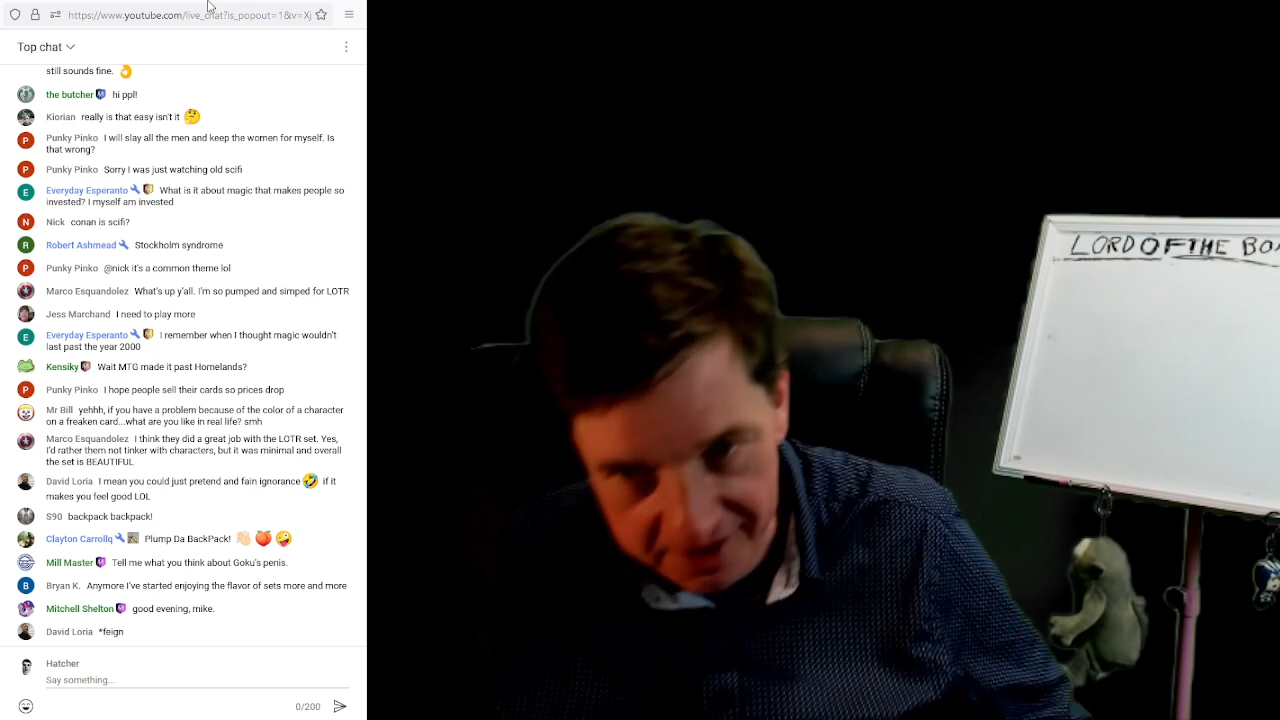 https://www.youtube.com/live_chat?is_popout=1&v=Xj
Top chat
still sounds fine. 👌
the butcher hi ppl!
Kiorian really is that easy isn't it 🤔
P Punky Pinko I will slay all the men and keep the women for myself. Is
that wrong?
P Punky Pinko Sorry I was just watching old scifi
E Everyday Esperanto What is it about magic that makes people so
invested? I myself am invested
N Nick conan is scifi?
R Robert Ashmead Stockholm syndrome
P Punky Pinko @nick it's a common theme lol
Marco Esquandolez What's up y'all. I'm so pumped and simped for LOTR
Jess Marchand I need to play more
E Everyday Esperanto I remember when I thought magic wouldn't
last past the year 2000
Kensiky Wait MTG made it past Homelands?
P Punky Pinko I hope people sell their cards so prices drop
Mr Bill yehhh, if you have a problem because of the color of a character
on a freaken card...what are you like in real life? smh
Marco Esquandolez I think they did a great job with the LOTR set. Yes,
I'd rather them not tinker with characters, but it was minimal and overall
the set is BEAUTIFUL
David Loria I mean you could just pretend and fain ignorance 🤣 if it
makes you feel good LOL
S90 backpack backpack!
Clayton Carrollq Plump Da BackPack! 👏🏻 🍑 🤪
Mill Master Tell me what you think about Goku's penis.
B Bryan K. Anymore I've started enjoying the flavor of sets more and more
Mitchell Shelton good evening, mike.
David Loria *feign
Hatcher
Say something...
0/200
LORD OF THE BO